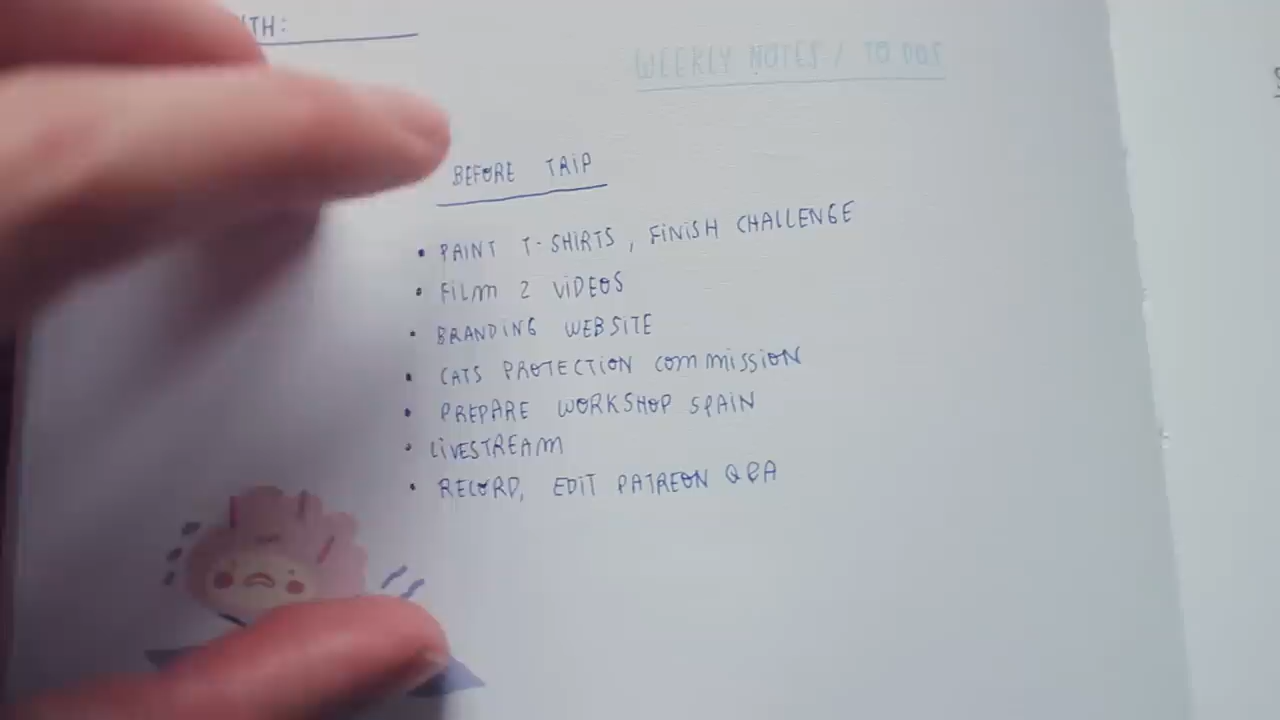 WEEKLY NOTES / TO DOS
BEFORE TRIP
• PAINT T-SHIRTS, FINISH CHALLENGE
• FILM 2 VIDEOS
• BRANDING WEBSITE
• CATS PROTECTION COMMISSION
• PREPARE WORKSHOP SPAIN
• LIVESTREAM
• RECORD, EDIT PATREON Q&A